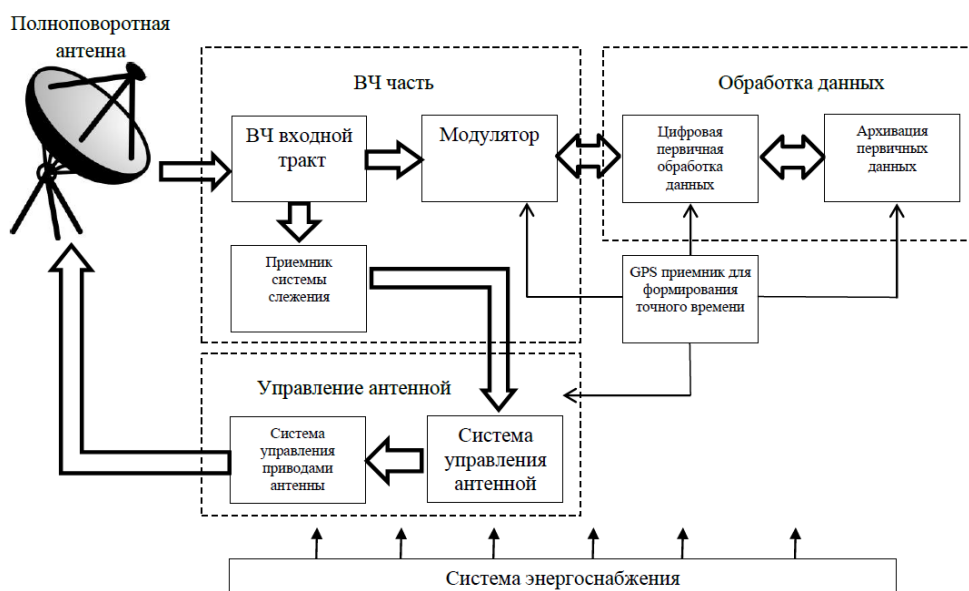 Полноповоротная
антенна
ВЧ часть
Обработка данных
ВЧ входной
тракт
Модулятор
Цифровая
первичная
обработка
данных
Архивация
первичных
данных
Приемник
системы
слежения
GPS приемник для
формирования
точного времени
Управление антенной
Система
управления
приводами
антенны
Система
управления
антенной
Система энергоснабжения